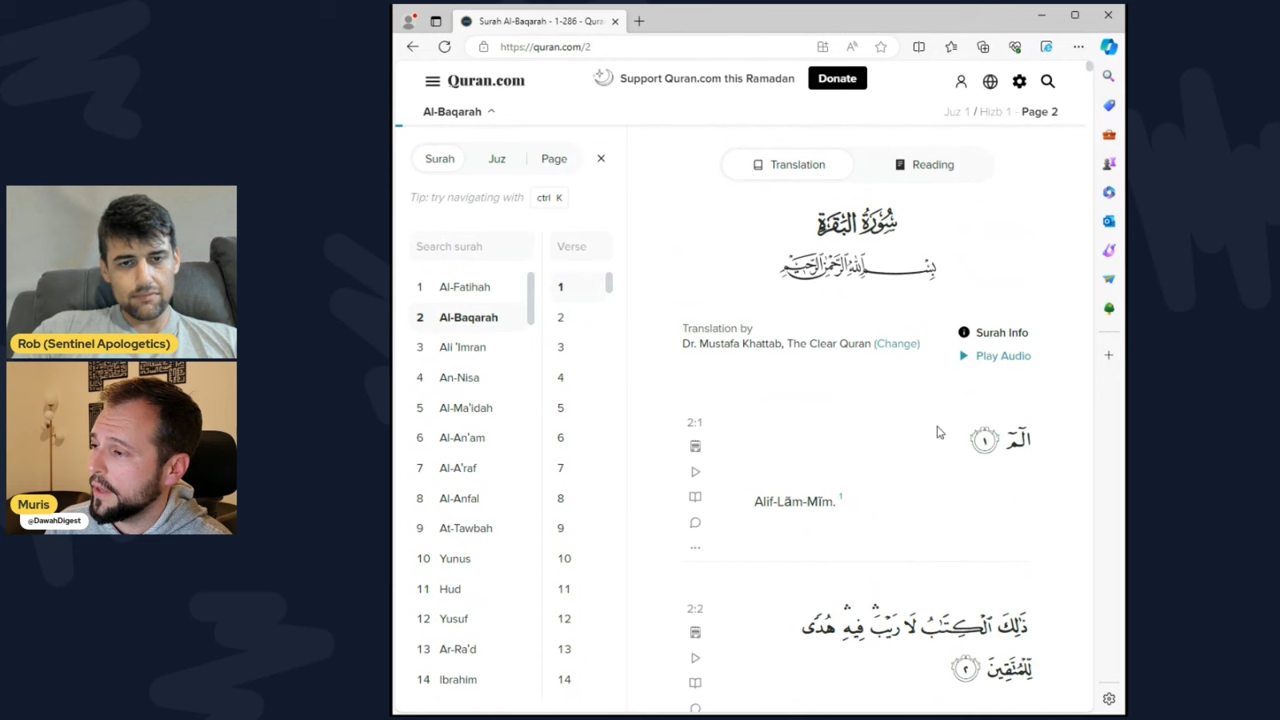 Surah Al-Baqarah - 1-286 - Qura
https://quran.com/2
Quran.com
Support Quran.com this Ramadan
Donate
Al-Baqarah
Juz 1 / Hizb 1 - Page 2
Surah
Juz
Page
Tip: try navigating with ctrl K
Search surah
Verse
1 Al-Fatihah
1
2 Al-Baqarah
2
3 Ali 'Imran
3
4 An-Nisa
4
5 Al-Ma'idah
5
6 Al-An'am
6
7 Al-A'raf
7
8 Al-Anfal
8
9 At-Tawbah
9
10 Yunus
10
11 Hud
11
12 Yusuf
12
13 Ar-Ra'd
13
14 Ibrahim
14
Translation
Reading
سُورَةُ البَقَرَةِ
بِسْمِ اللَّهِ الرَّحْمَٰنِ الرَّحِيمِ
Translation by
Dr. Mustafa Khattab, The Clear Quran (Change)
Surah Info
Play Audio
2:1
الٓمٓ ١
Alif-Lãm-Mĩm. 1
2:2
ذَٰلِكَ ٱلْكِتَـٰبُ لَا رَيْبَ ۛ فِيهِ ۛ هُدًى
لِّلْمُتَّقِينَ ٢
Rob (Sentinel Apologetics)
Muris
@DawahDigest